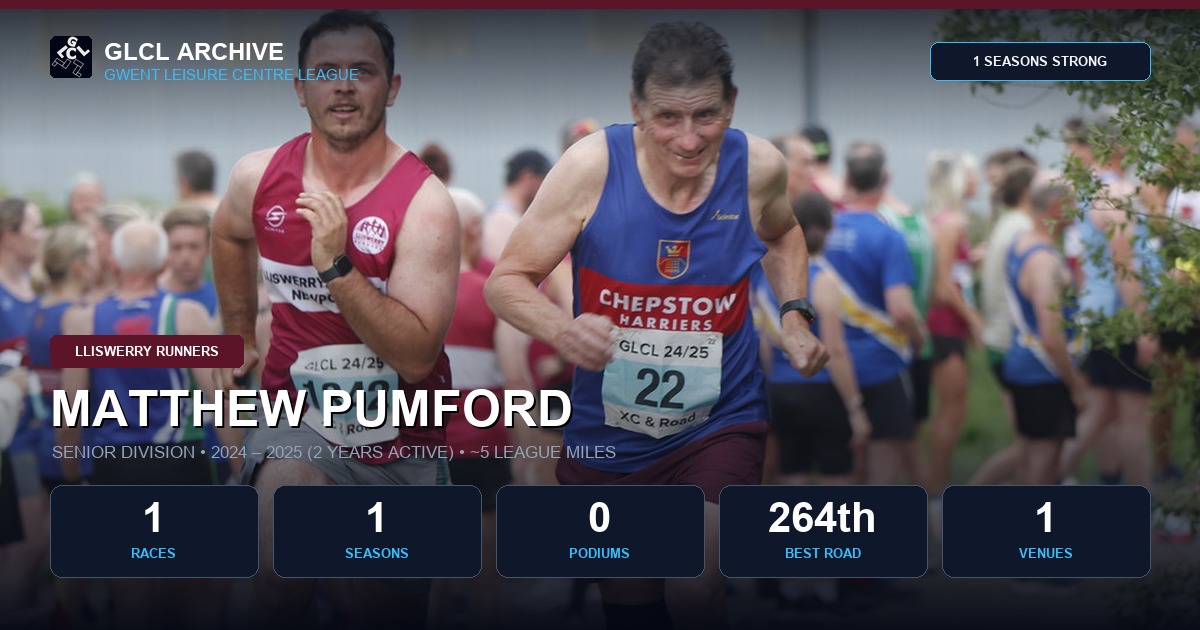 GLCL ARCHIVE
GWENT LEISURE CENTRE LEAGUE
1 SEASONS STRONG
LISWERRY
NEWPO
CHEPSTOW
HARRIERS
GLCL 24/25
GLCL 24/25
22
XC & Road
LLISWERRY RUNNERS
MATTHEW PUMFORD
SENIOR DIVISION • 2024 – 2025 (2 YEARS ACTIVE) • ~5 LEAGUE MILES
1
RACES
1
SEASONS
0
PODIUMS
264th
BEST ROAD
1
VENUES